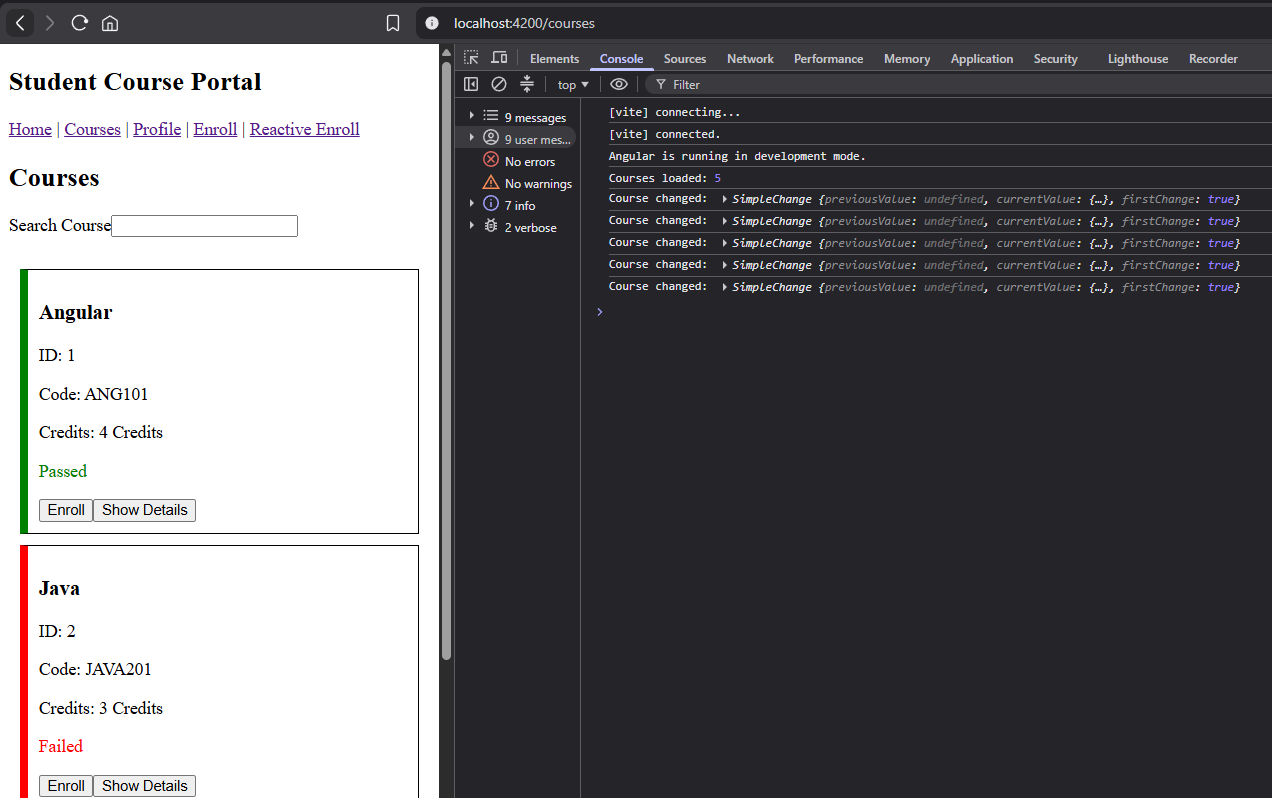 localhost:4200/courses
Student Course Portal
Home | Courses | Profile | Enroll | Reactive Enroll
Courses
Search Course
Angular
ID: 1
Code: ANG101
Credits: 4 Credits
Passed
Enroll Show Details
Java
ID: 2
Code: JAVA201
Credits: 3 Credits
Failed
Enroll Show Details
Elements Console Sources Network Performance Memory Application Security Lighthouse Recorder
top Filter
9 messages
9 user mes...
No errors
No warnings
7 info
2 verbose
[vite] connecting...
[vite] connected.
Angular is running in development mode.
Courses loaded: 5
Course changed: SimpleChange {previousValue: undefined, currentValue: {…}, firstChange: true}
Course changed: SimpleChange {previousValue: undefined, currentValue: {…}, firstChange: true}
Course changed: SimpleChange {previousValue: undefined, currentValue: {…}, firstChange: true}
Course changed: SimpleChange {previousValue: undefined, currentValue: {…}, firstChange: true}
Course changed: SimpleChange {previousValue: undefined, currentValue: {…}, firstChange: true}